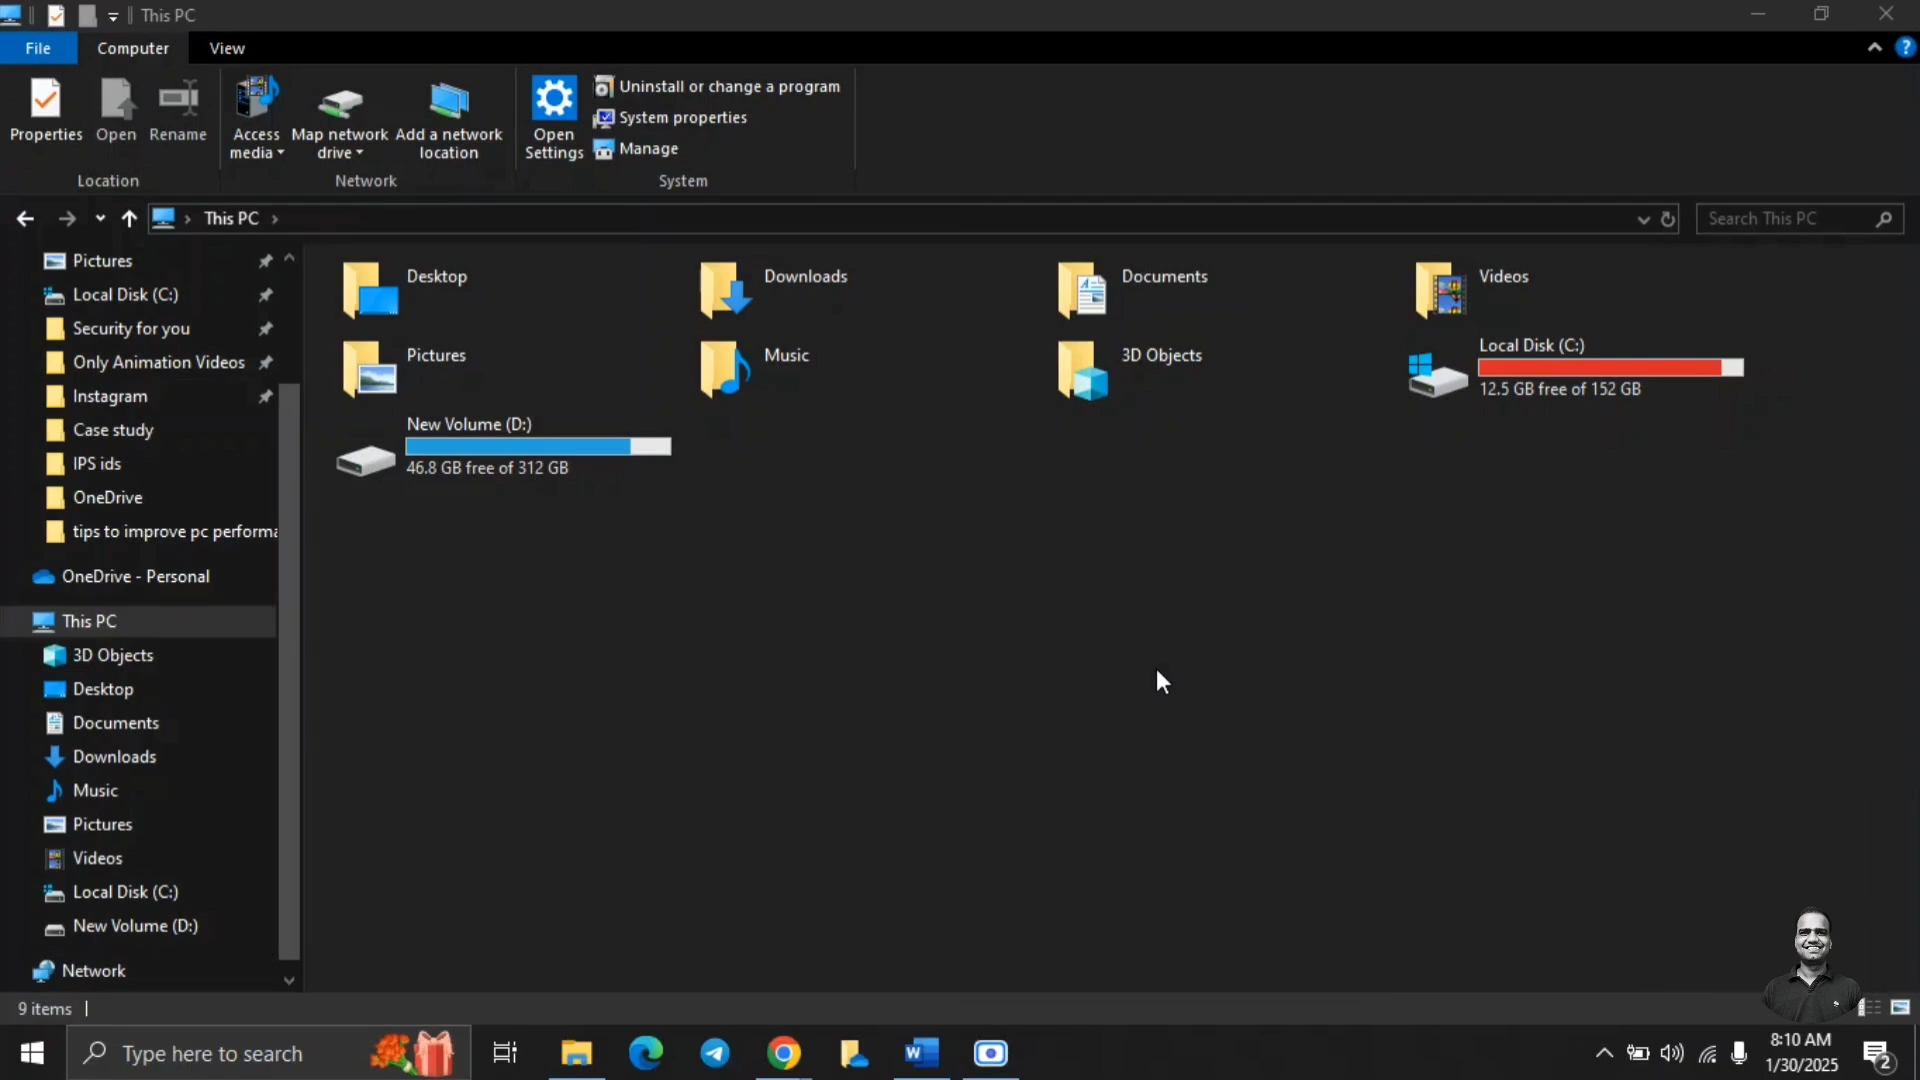 This PC
File
Computer
View
Properties
Open
Rename
Access
media
Map network
drive
Add a network
location
Open
Settings
Uninstall or change a program
System properties
Manage
Location
Network
System
This PC
Search This PC
Pictures
Local Disk (C:)
Security for you
Only Animation Videos
Instagram
Case study
IPS ids
OneDrive
tips to improve pc performa
OneDrive - Personal
This PC
3D Objects
Desktop
Documents
Downloads
Music
Pictures
Videos
Local Disk (C:)
New Volume (D:)
Network
Desktop
Downloads
Documents
Videos
Pictures
Music
3D Objects
Local Disk (C:)
12.5 GB free of 152 GB
New Volume (D:)
46.8 GB free of 312 GB
9 items
Type here to search
8:10 AM
1/30/2025
2